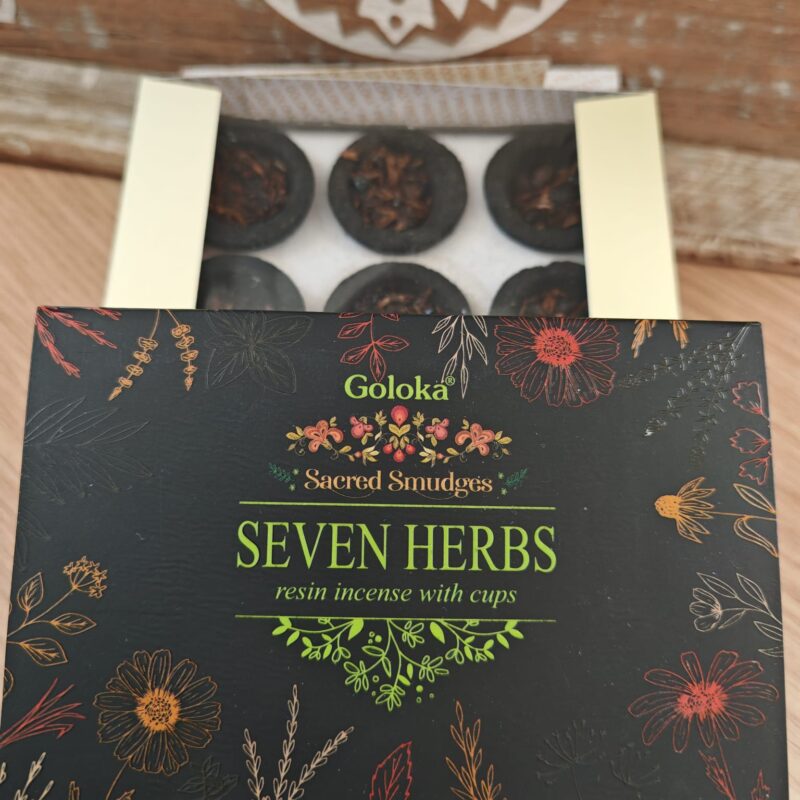 Goloka®
Sacred Smudges
SEVEN HERBS
resin incense with cups